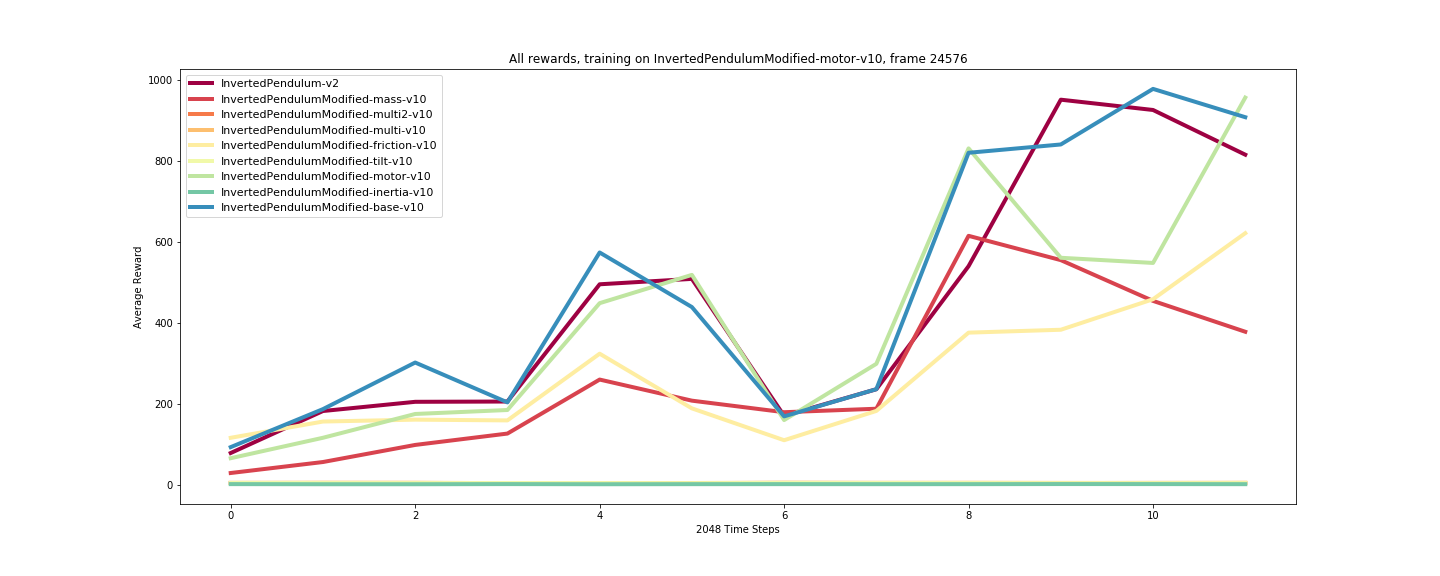 All rewards, training on InvertedPendulumModified-motor-v10, frame 24576
1000
800
600
400
200
0
Average Reward
InvertedPendulum-v2
InvertedPendulumModified-mass-v10
InvertedPendulumModified-multi2-v10
InvertedPendulumModified-multi-v10
InvertedPendulumModified-friction-v10
InvertedPendulumModified-tilt-v10
InvertedPendulumModified-motor-v10
InvertedPendulumModified-inertia-v10
InvertedPendulumModified-base-v10
0 2 4 6 8 10
2048 Time Steps